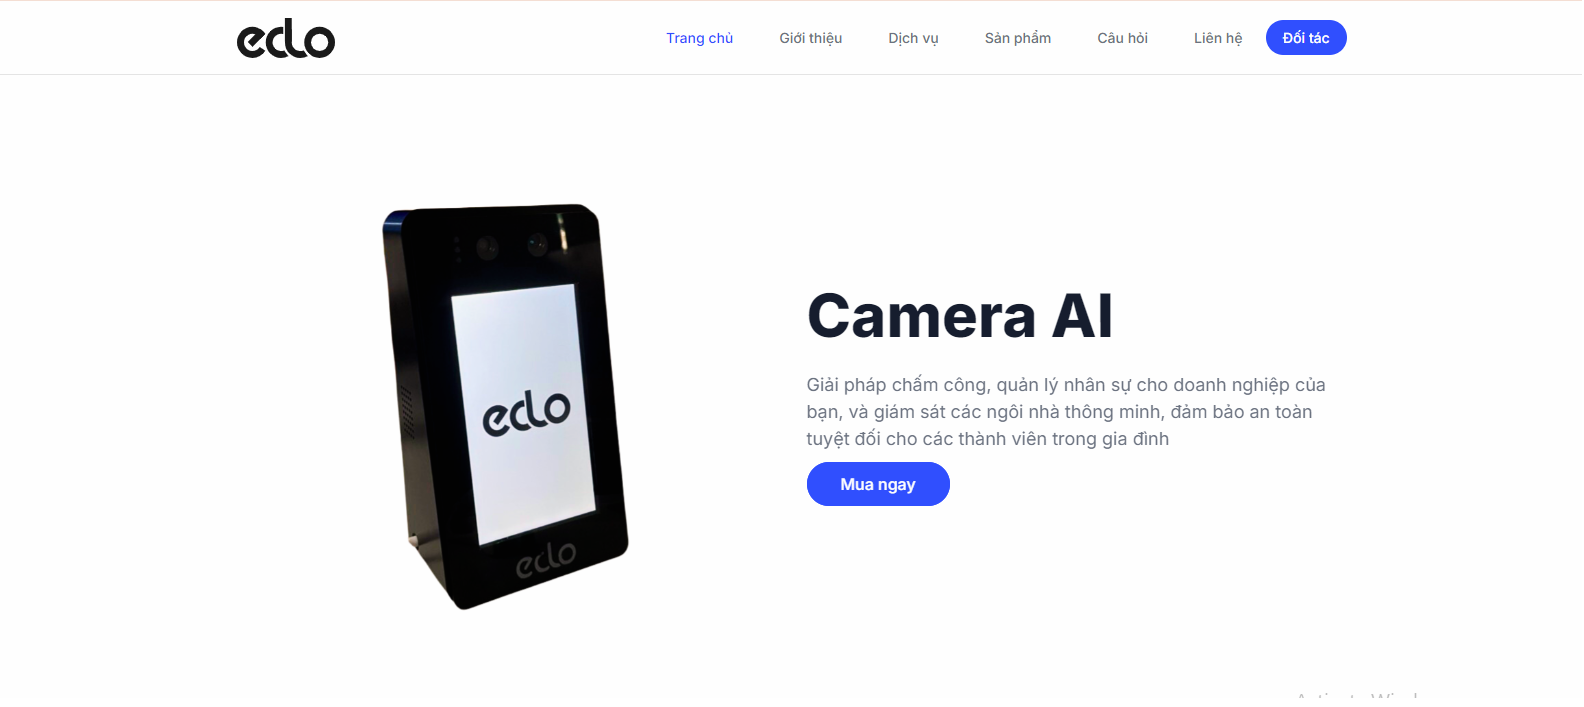 eclo
Trang chủ Giới thiệu Dịch vụ Sản phẩm Câu hỏi Liên hệ Đối tác
eclo
eclo
Camera AI
Giải pháp chấm công, quản lý nhân sự cho doanh nghiệp của
bạn, và giám sát các ngôi nhà thông minh, đảm bảo an toàn
tuyệt đối cho các thành viên trong gia đình
Mua ngay